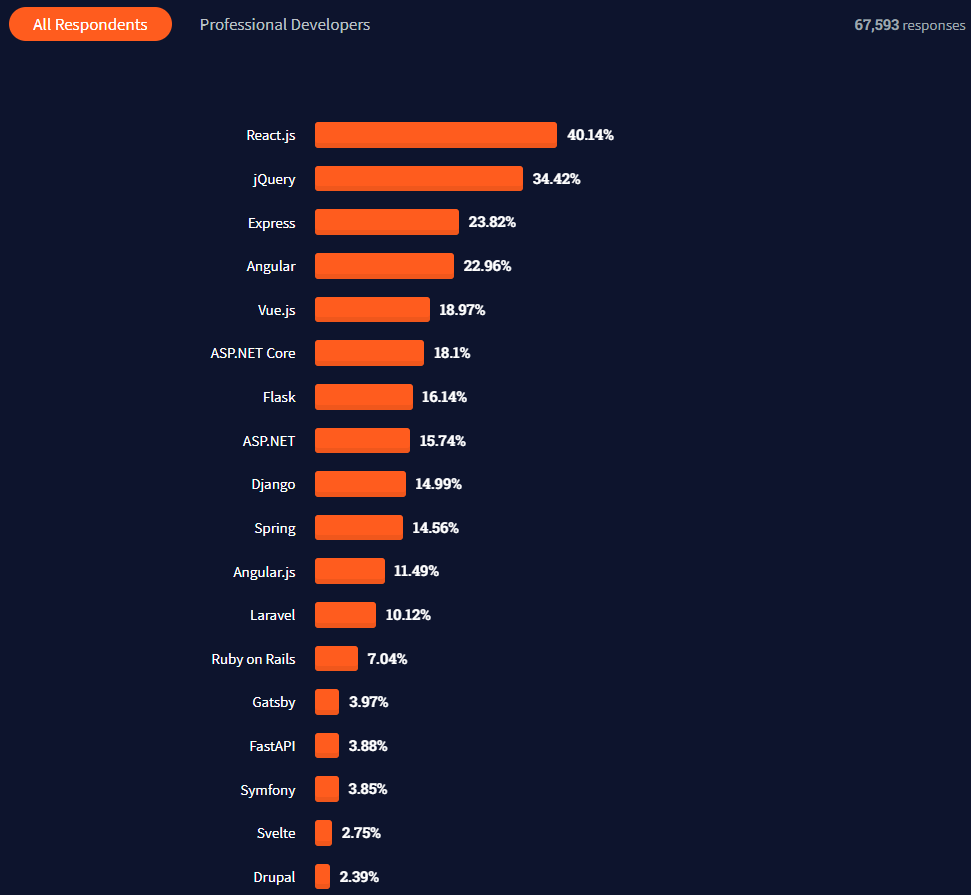 All Respondents Professional Developers 67,593 responses
React.js 40.14%
jQuery 34.42%
Express 23.82%
Angular 22.96%
Vue.js 18.97%
ASP.NET Core 18.1%
Flask 16.14%
ASP.NET 15.74%
Django 14.99%
Spring 14.56%
Angular.js 11.49%
Laravel 10.12%
Ruby on Rails 7.04%
Gatsby 3.97%
FastAPI 3.88%
Symfony 3.85%
Svelte 2.75%
Drupal 2.39%